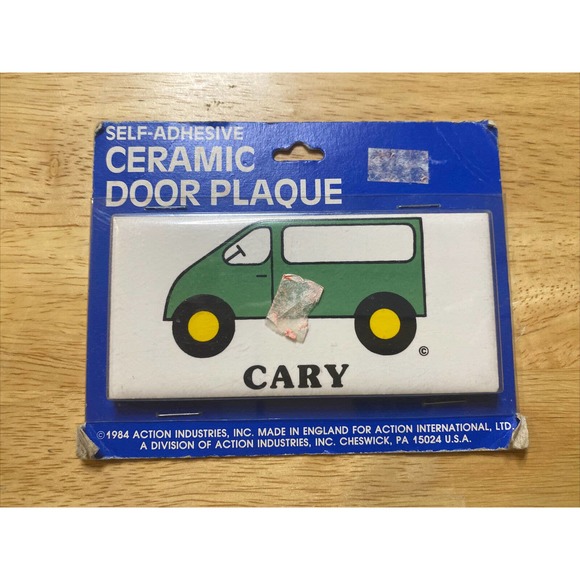 SELF-ADHESIVE
CERAMIC
DOOR PLAQUE
©
CARY
©1984 ACTION INDUSTRIES, INC. MADE IN ENGLAND FOR ACTION INTERNATIONAL, LTD.
A DIVISION OF ACTION INDUSTRIES, INC. CHESWICK, PA 15024 U.S.A.